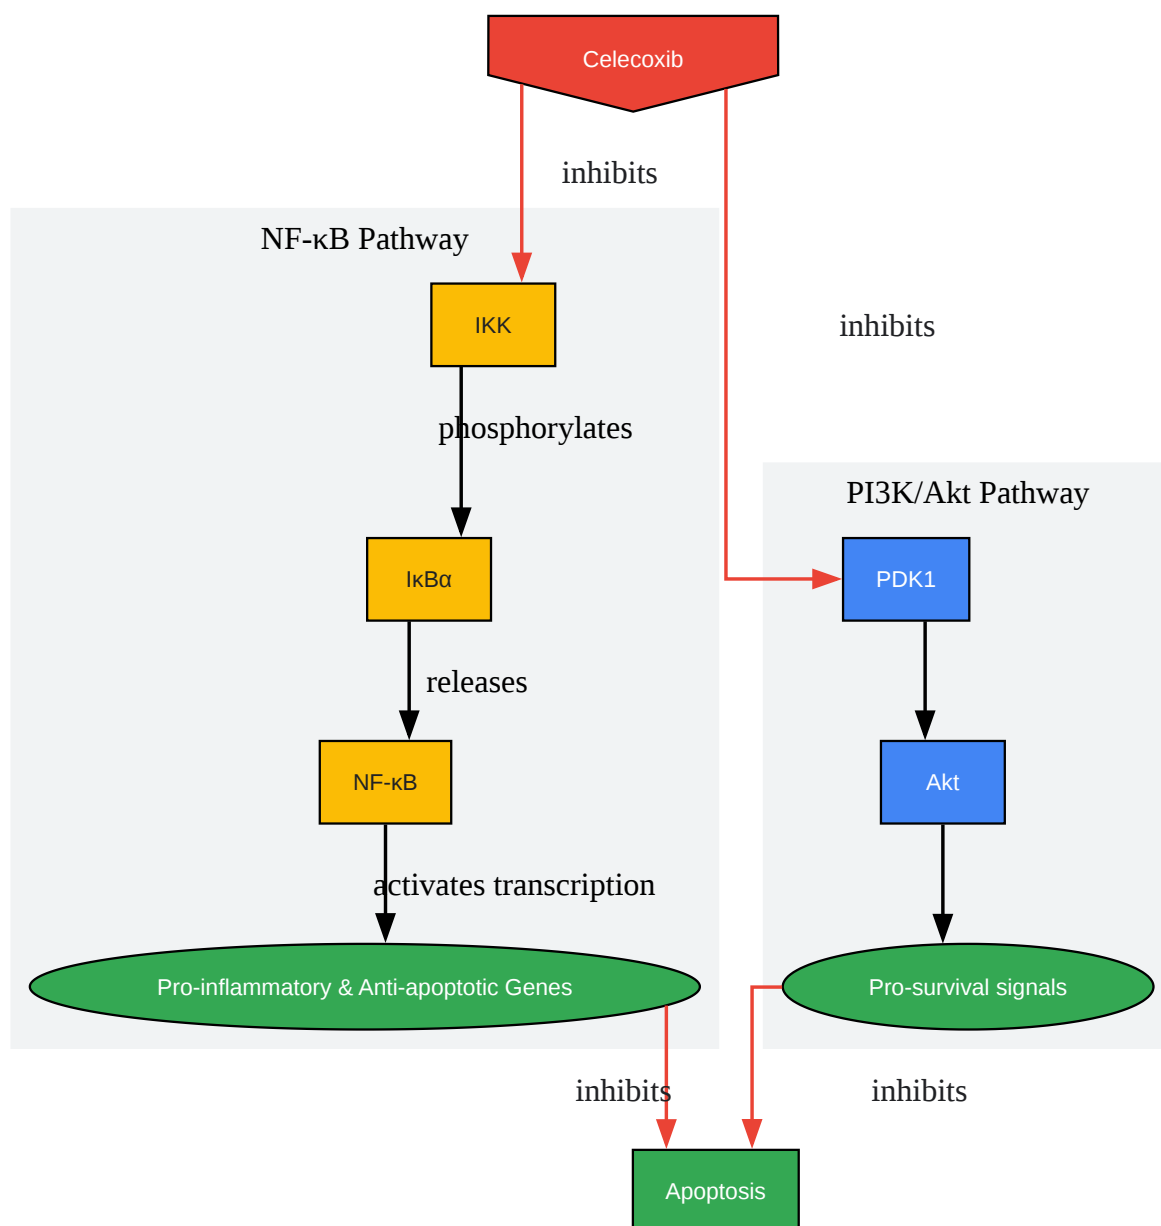 Celecoxib
inhibits
NF-κB Pathway
IKK
inhibits
phosphorylates
PI3K/Akt Pathway
IκBα
PDK1
releases
NF-κB
Akt
activates transcription
Pro-inflammatory & Anti-apoptotic Genes
Pro-survival signals
inhibits
inhibits
Apoptosis